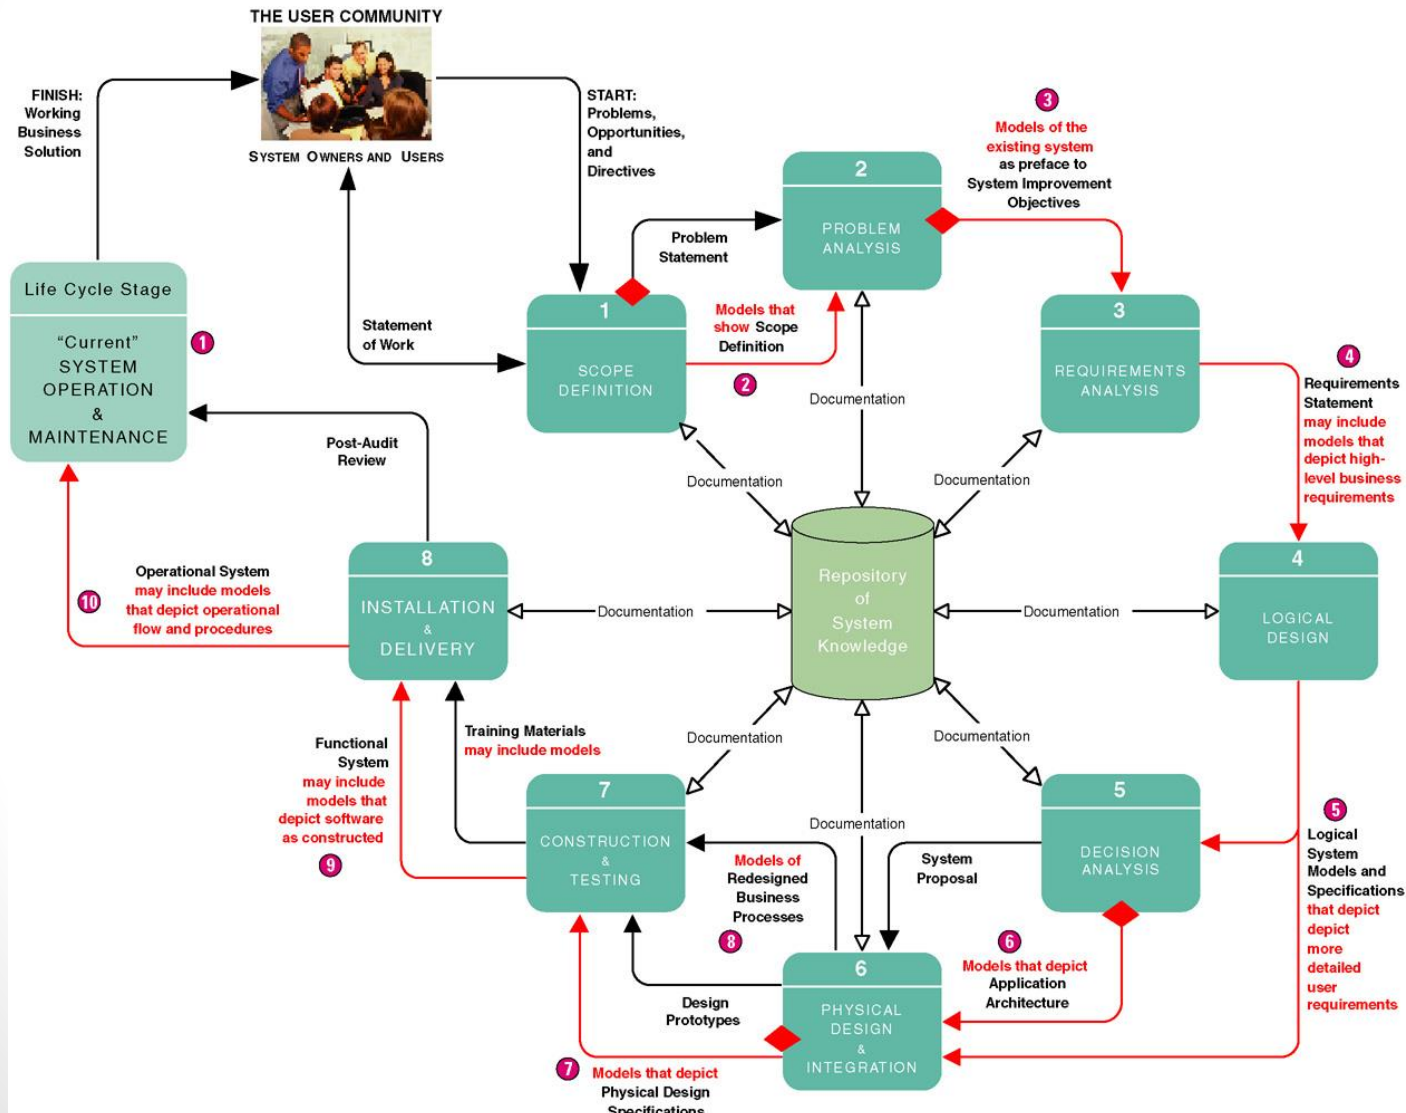 THE USER COMMUNITY
SYSTEM OWNERS AND USERS
FINISH:
Working
Business
Solution
START:
Problems,
Opportunities,
and
Directives
3
Models of the
existing system
as preface to
System Improvement
Objectives
2
PROBLEM
ANALYSIS
Problem
Statement
Life Cycle Stage
"Current"
SYSTEM
OPERATION
&
MAINTENANCE
1
Statement
of Work
1
SCOPE
DEFINITION
Models that
show Scope
Definition
2
3
REQUIREMENTS
ANALYSIS
4
Requirements
Statement
may include
models that
depict high-
level business
requirements
Documentation
Documentation
Documentation
Post-Audit
Review
Repository
of
System
Knowledge
8
INSTALLATION
&
DELIVERY
Documentation
Documentation
4
LOGICAL
DESIGN
10
Operational System
may include models
that depict operational
flow and procedures
Functional
System
may include
models that
depict software
as constructed
9
Training Materials
may include models
Documentation
Documentation
7
CONSTRUCTION
&
TESTING
Documentation
5
DECISION
ANALYSIS
System
Proposal
5
Logical
System
Models and
Specifications
that depict
depict
more
detailed
user
requirements
Models of
Redesigned
Business
Processes
8
6
Models that depict
Application
Architecture
6
PHYSICAL
DESIGN
&
INTEGRATION
Design
Prototypes
7
Models that depict
Physical Design
Specifications